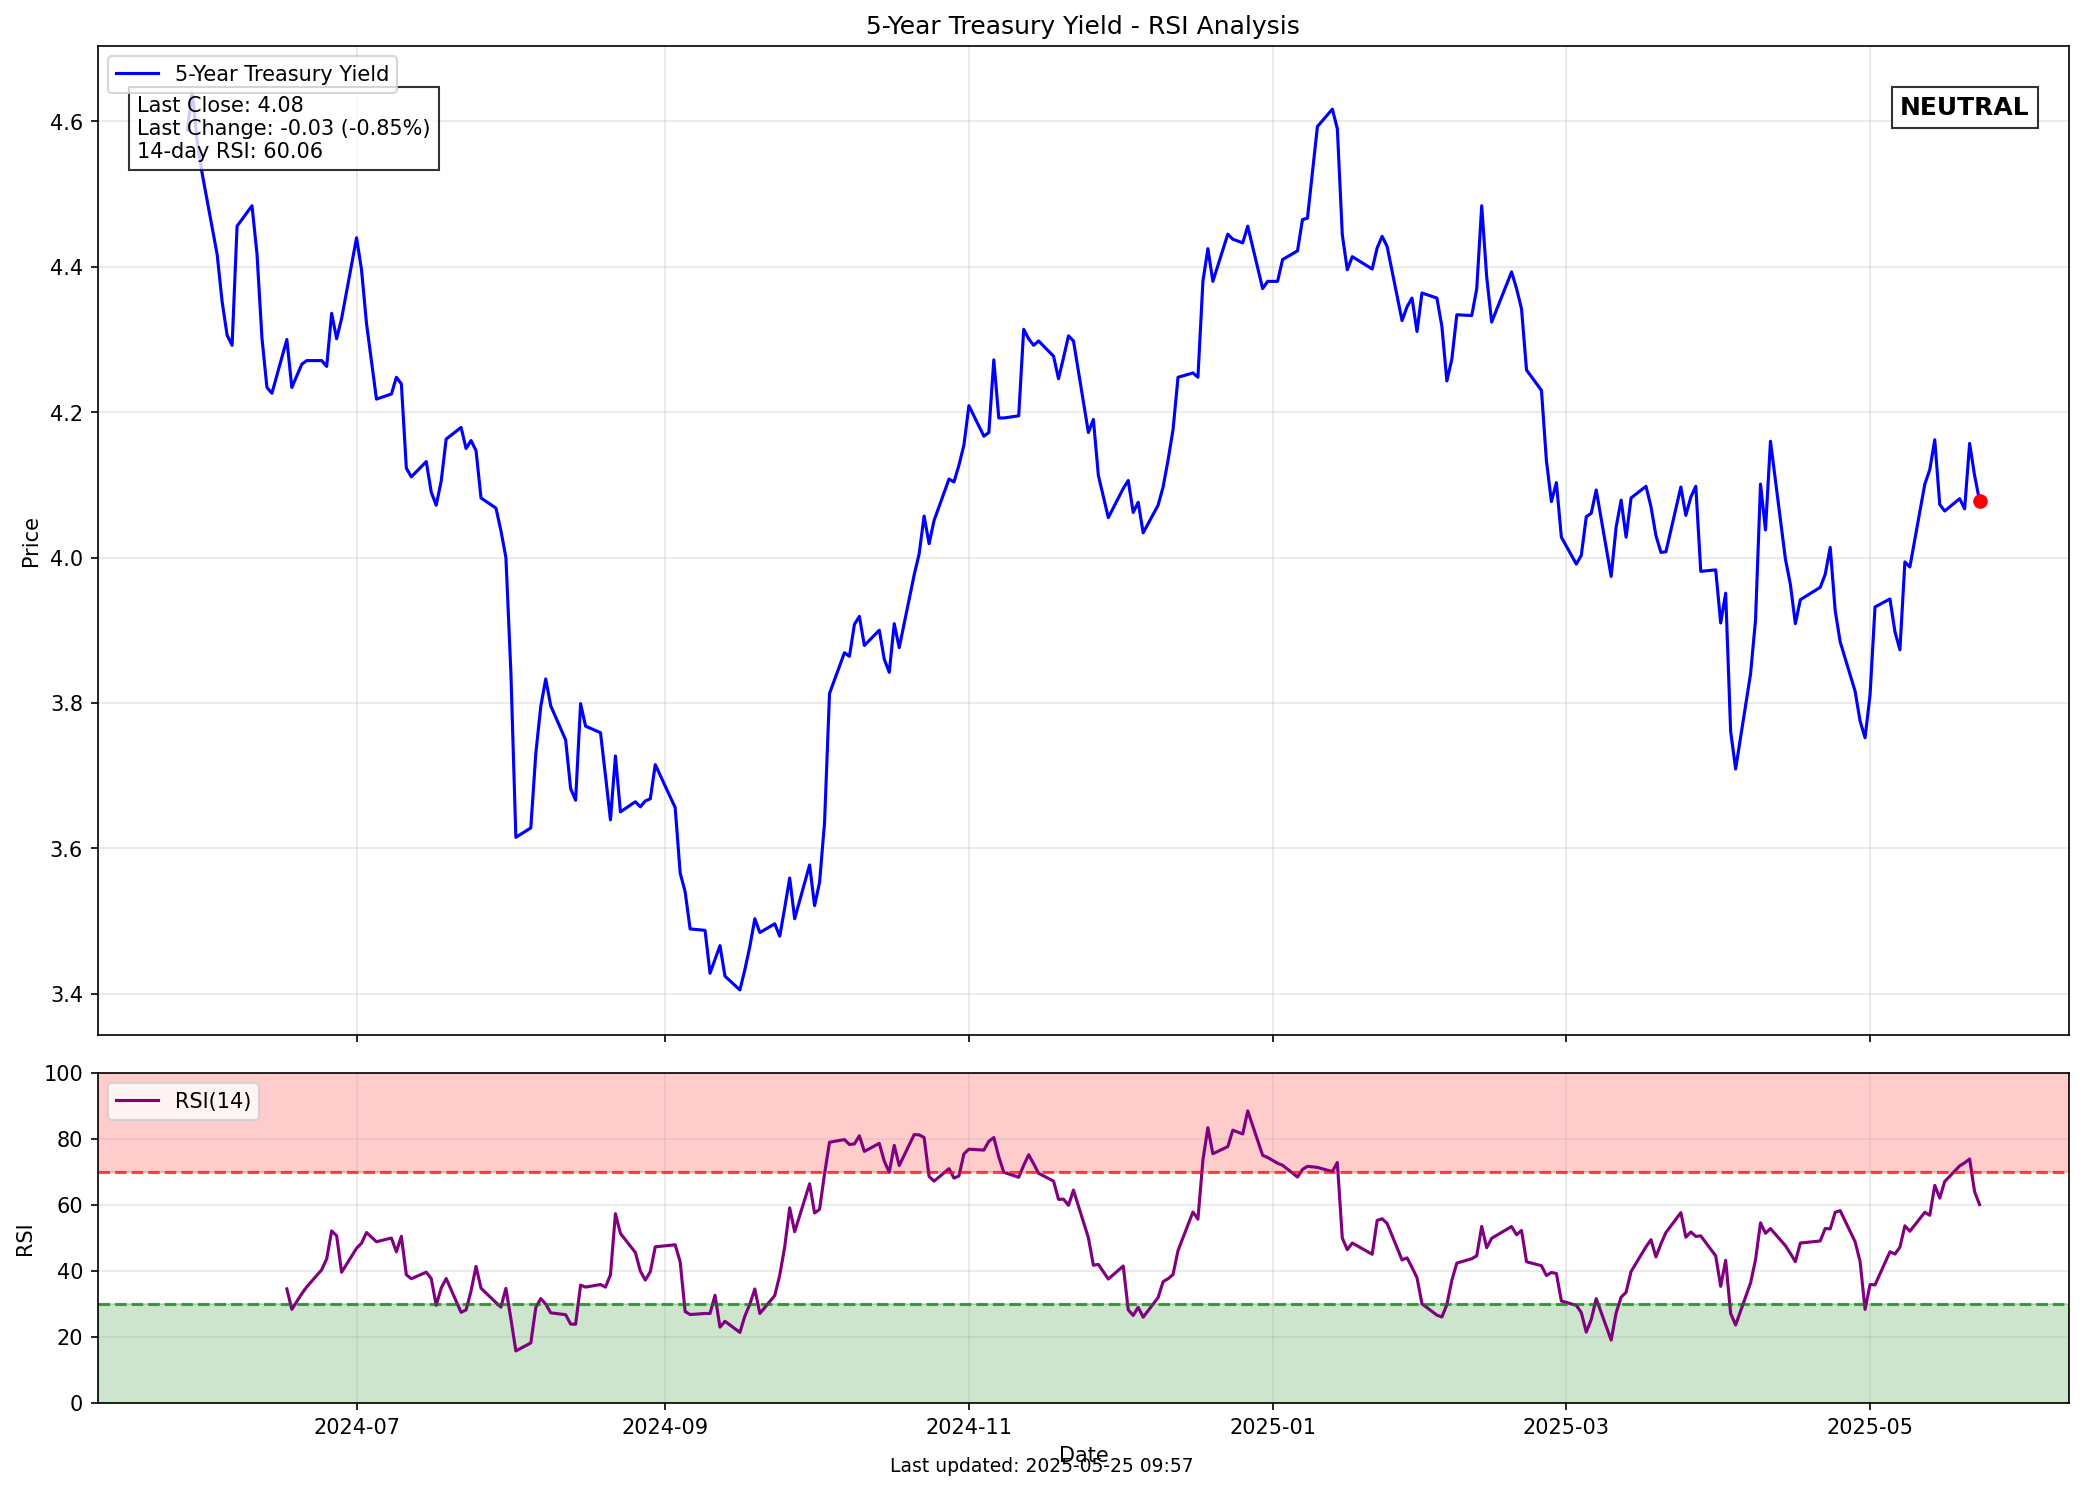 5-Year Treasury Yield - RSI Analysis
5-Year Treasury Yield
Last Close: 4.08
Last Change: -0.03 (-0.85%)
14-day RSI: 60.06
NEUTRAL
Price
4.6
4.4
4.2
4.0
3.8
3.6
3.4
RSI(14)
RSI
100
80
60
40
20
0
2024-07
2024-09
2024-11
2025-01
2025-03
2025-05
Date
Last updated: 2025-05-25 09:57